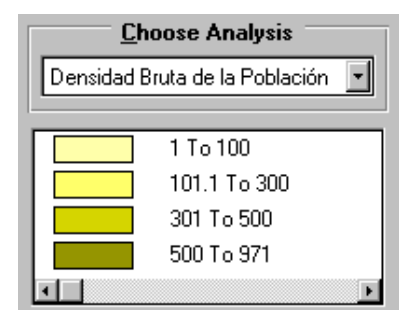 Choose Analysis
Densidad Bruta de la Población
1 To 100
101.1 To 300
301 To 500
500 To 971